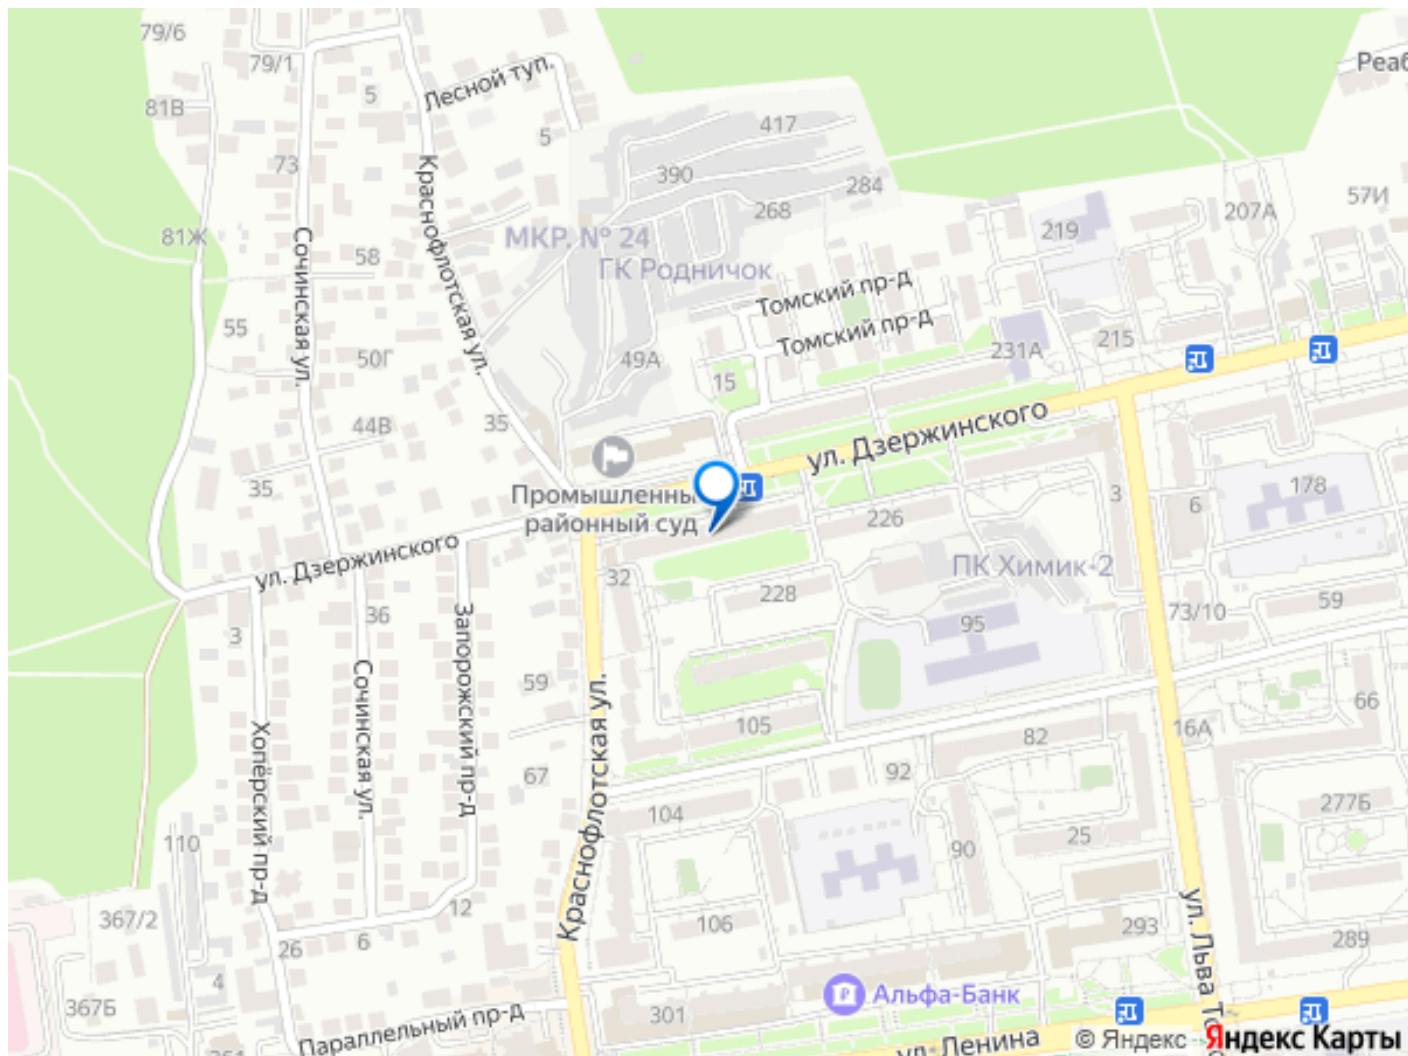 79/6
79/1
Реаб
5
Лесной туп.
81В
5
417
73
390
284
268
57И
207А
219
Краснофлотская ул.
81Ж
МКР. № 24
ГК Родничок
58
Сочинская ул.
Томский пр-д
Томский пр-д
55
50Г
49А
231А
215
15
44В
35
ул. Дзержинского
35
Промышленны
районный суд
178
3
6
226
ул. Дзержинского
ПК Химик-2
32
228
36
59
73/10
3
95
Запорожский пр-д
59
Сочинская ул.
Краснофлотская ул.
66
105
16А
82
Хопёрский пр-д
67
92
104
277Б
25
110
90
367/2
12
106
293
ул. Льва То
26
6
289
4
367Б
Альфа-Банк
301
Параллельный пр-д
ул. Ленина
© Яндекс Яндекс Карты